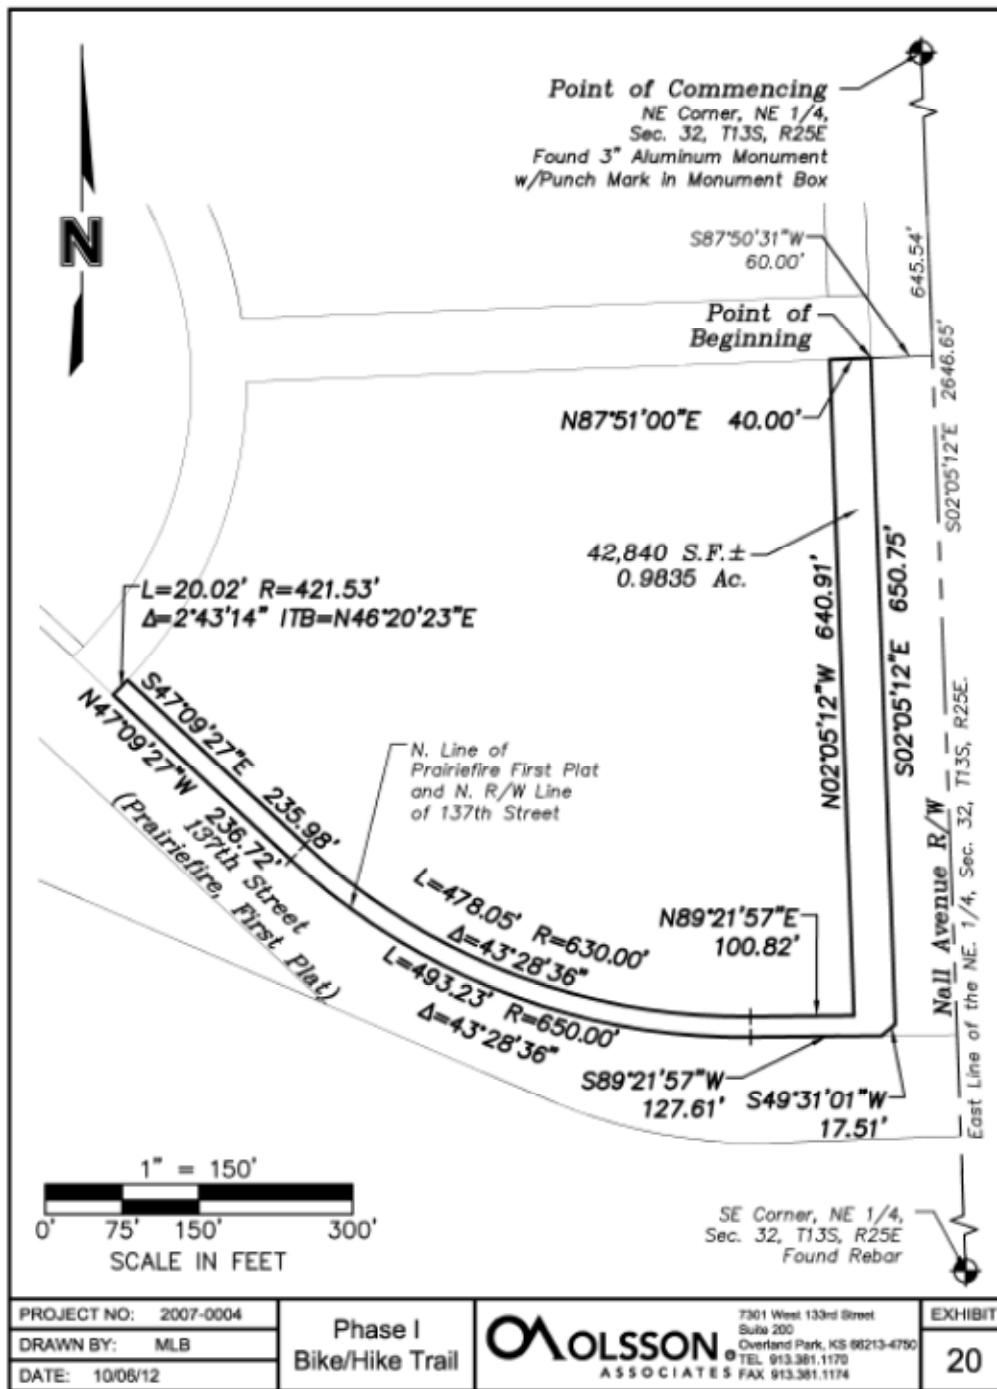 Point of Commencing
NE Corner, NE 1/4,
Sec. 32, T13S, R25E
Found 3" Aluminum Monument
w/Punch Mark in Monument Box
N
S87°50'31"W
60.00'
645.54'
Point of
Beginning
S02°05'12"E 2646.65'
N87°51'00"E 40.00'
42,840 S.F.±
0.9835 Ac.
N02°05'12"W 640.91'
S02°05'12"E 650.75'
L=20.02' R=421.53'
Δ=2°43'14" ITB=N46°20'23"E
S47°09'27"E 235.98'
N47°09'27"W 236.72'
137th Street
(Prairiefire, First Plat)
N. Line of
Prairiefire First Plat
and N. R/W Line
of 137th Street
L=478.05' R=630.00'
Δ=43°28'36"
L=493.23' R=650.00'
Δ=43°28'36"
N89°21'57"E
100.82'
Nall Avenue R/W
East Line of the NE. 1/4, Sec. 32, T13S, R25E.
S89°21'57"W
127.61'
S49°31'01"W
17.51'
1" = 150'
0' 75' 150' 300'
SCALE IN FEET
SE Corner, NE 1/4,
Sec. 32, T13S, R25E
Found Rebar
PROJECT NO: 2007-0004
DRAWN BY: MLB
DATE: 10/06/12
Phase I
Bike/Hike Trail
OLSSON
ASSOCIATES
7301 West 133rd Street
Suite 200
Overland Park, KS 66213-4750
TEL 913.381.1170
FAX 913.381.1174
EXHIBIT
20